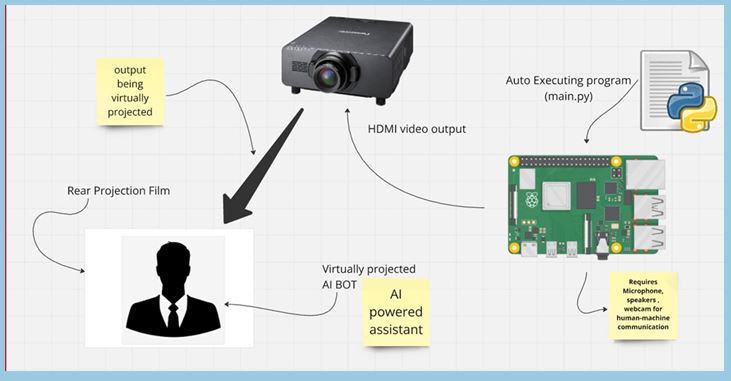 output
being
virtually
projected
Panasonic
Auto Executing program
(main.py)
HDMI video output
Rear Projection Film
Virtually projected
AI BOT
AI
powered
assistant
Requires
Microphone,
speakers ,
webcam for
human-machine
communication